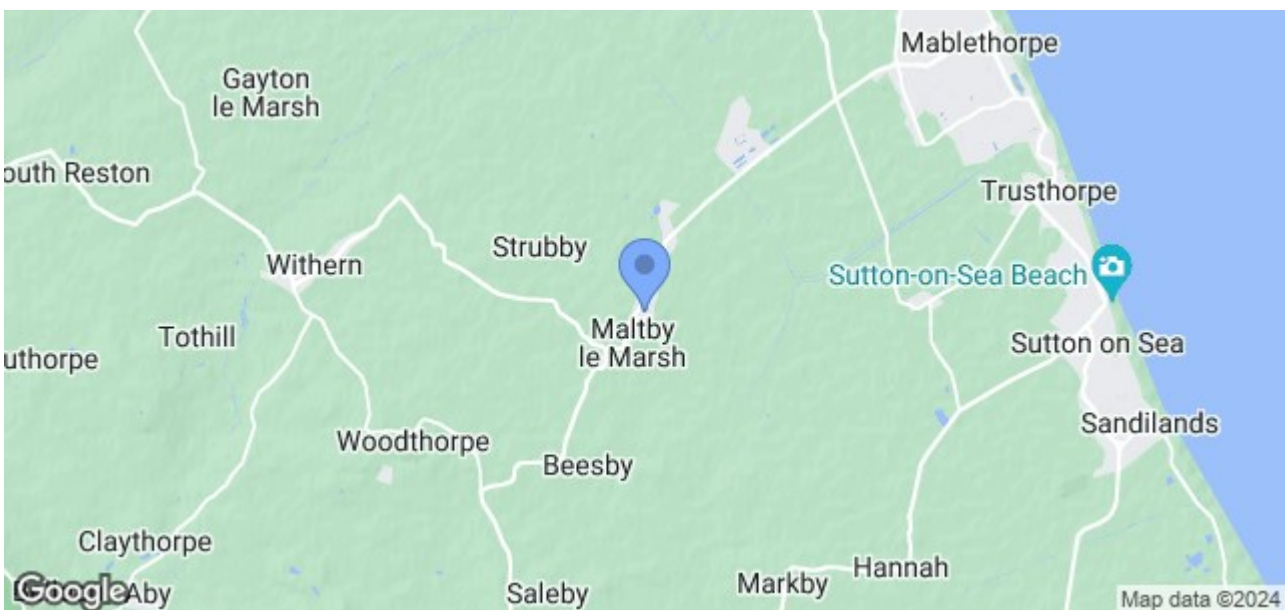 Mablethorpe
Gayton
le Marsh
outh Reston
Trusthorpe
Strubby
Withern
Sutton-on-Sea Beach
Tothill
Maltby
le Marsh
Sutton on Sea
uthorpe
Sandilands
Woodthorpe
Beesby
Claythorpe
Hannah
Markby
Google
Aby
Saleby
Map data ©2024